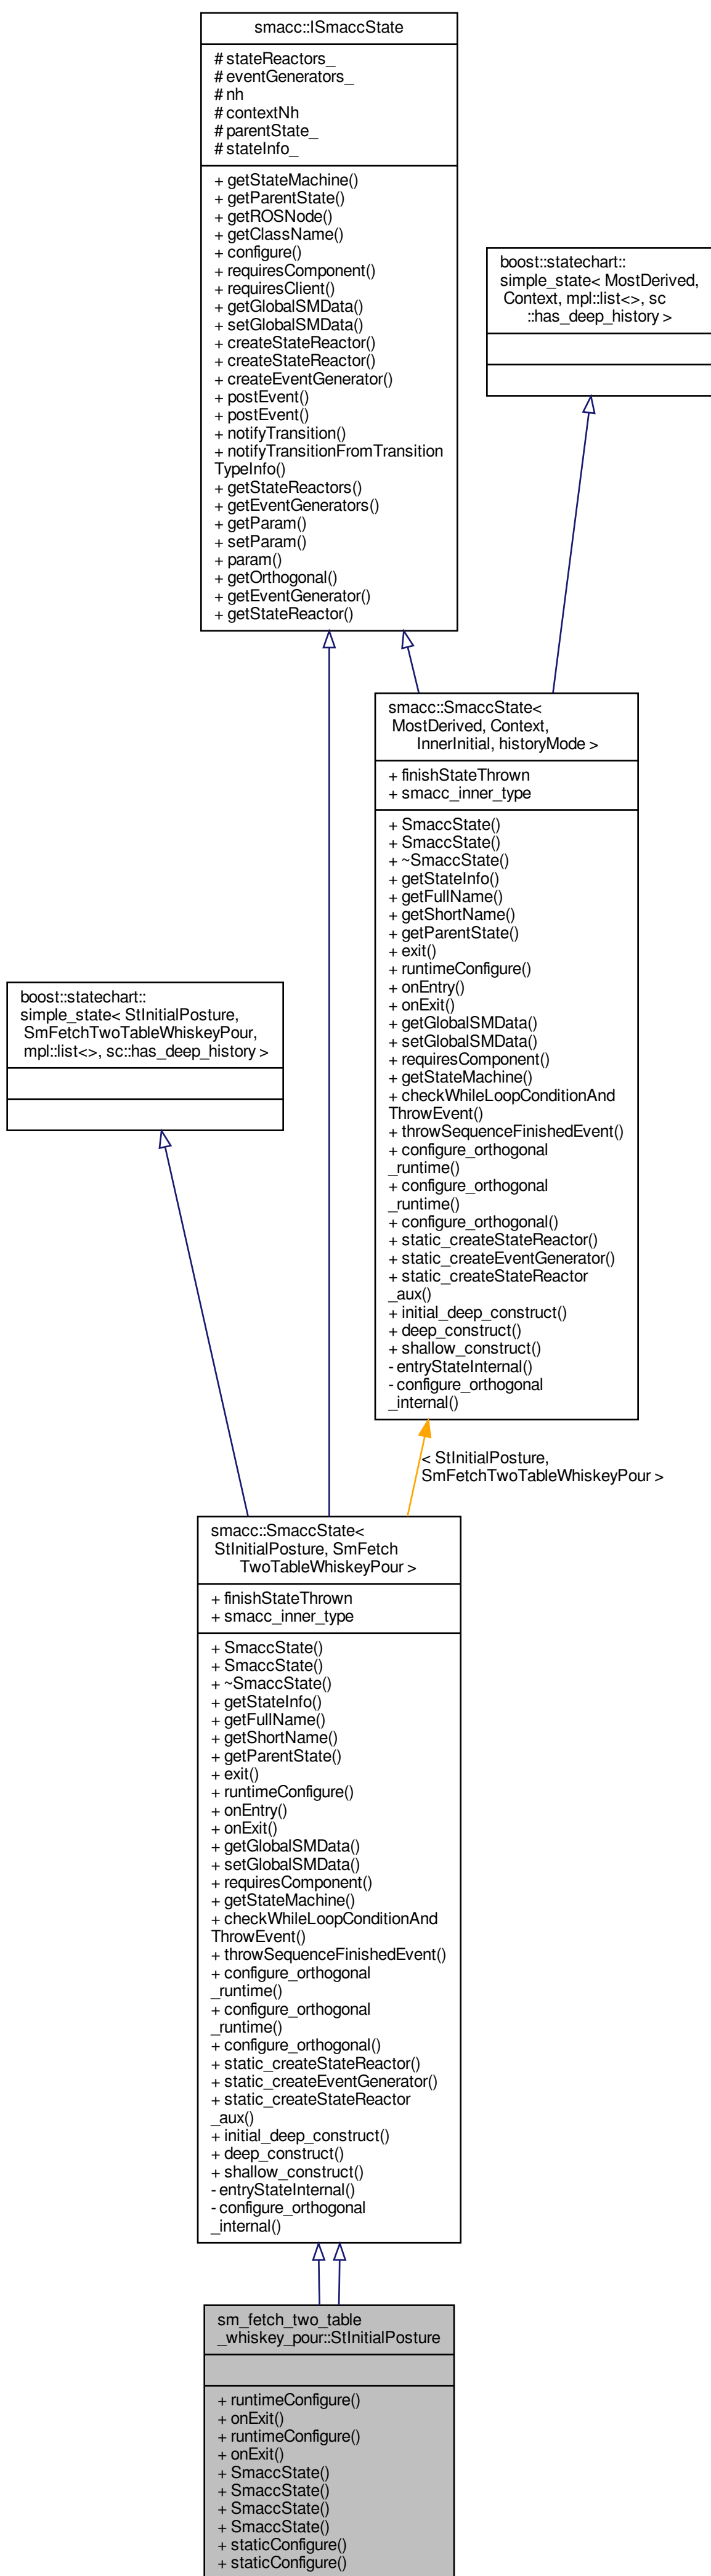 smacc::ISmaccState
# stateReactors_
# eventGenerators_
# nh
# contextNh
# parentState_
# stateInfo_
+ getStateMachine()
+ getParentState()
+ getROSNode()
+ getClassName()
+ configure()
+ requiresComponent()
+ requiresClient()
+ getGlobalSMData()
+ setGlobalSMData()
+ createStateReactor()
+ createStateReactor()
+ createEventGenerator()
+ postEvent()
+ postEvent()
+ notifyTransition()
+ notifyTransitionFromTransition
TypeInfo()
+ getStateReactors()
+ getEventGenerators()
+ getParam()
+ setParam()
+ param()
+ getOrthogonal()
+ getEventGenerator()
+ getStateReactor()
boost::statechart::
simple_state< MostDerived,
Context, mpl::list<>, sc
::has_deep_history >
smacc::SmaccState<
MostDerived, Context,
InnerInitial, historyMode >
+ finishStateThrown
+ smacc_inner_type
+ SmaccState()
+ SmaccState()
+ ~SmaccState()
+ getStateInfo()
+ getFullName()
+ getShortName()
+ getParentState()
+ exit()
+ runtimeConfigure()
+ onEntry()
+ onExit()
+ getGlobalSMData()
+ setGlobalSMData()
+ requiresComponent()
+ getStateMachine()
+ checkWhileLoopConditionAnd
ThrowEvent()
+ throwSequenceFinishedEvent()
+ configure_orthogonal
_runtime()
+ configure_orthogonal
_runtime()
+ configure_orthogonal()
+ static_createStateReactor()
+ static_createEventGenerator()
+ static_createStateReactor
_aux()
+ initial_deep_construct()
+ deep_construct()
+ shallow_construct()
- entryStateInternal()
- configure_orthogonal
_internal()
boost::statechart::
simple_state< StInitialPosture,
SmFetchTwoTableWhiskeyPour,
mpl::list<>, sc::has_deep_history >
< StInitialPosture,
SmFetchTwoTableWhiskeyPour >
smacc::SmaccState<
StInitialPosture, SmFetch
TwoTableWhiskeyPour >
+ finishStateThrown
+ smacc_inner_type
+ SmaccState()
+ SmaccState()
+ ~SmaccState()
+ getStateInfo()
+ getFullName()
+ getShortName()
+ getParentState()
+ exit()
+ runtimeConfigure()
+ onEntry()
+ onExit()
+ getGlobalSMData()
+ setGlobalSMData()
+ requiresComponent()
+ getStateMachine()
+ checkWhileLoopConditionAnd
ThrowEvent()
+ throwSequenceFinishedEvent()
+ configure_orthogonal
_runtime()
+ configure_orthogonal
_runtime()
+ configure_orthogonal()
+ static_createStateReactor()
+ static_createEventGenerator()
+ static_createStateReactor
_aux()
+ initial_deep_construct()
+ deep_construct()
+ shallow_construct()
- entryStateInternal()
- configure_orthogonal
_internal()
sm_fetch_two_table
_whiskey_pour::StInitialPosture
+ runtimeConfigure()
+ onExit()
+ runtimeConfigure()
+ onExit()
+ SmaccState()
+ SmaccState()
+ SmaccState()
+ SmaccState()
+ staticConfigure()
+ staticConfigure()